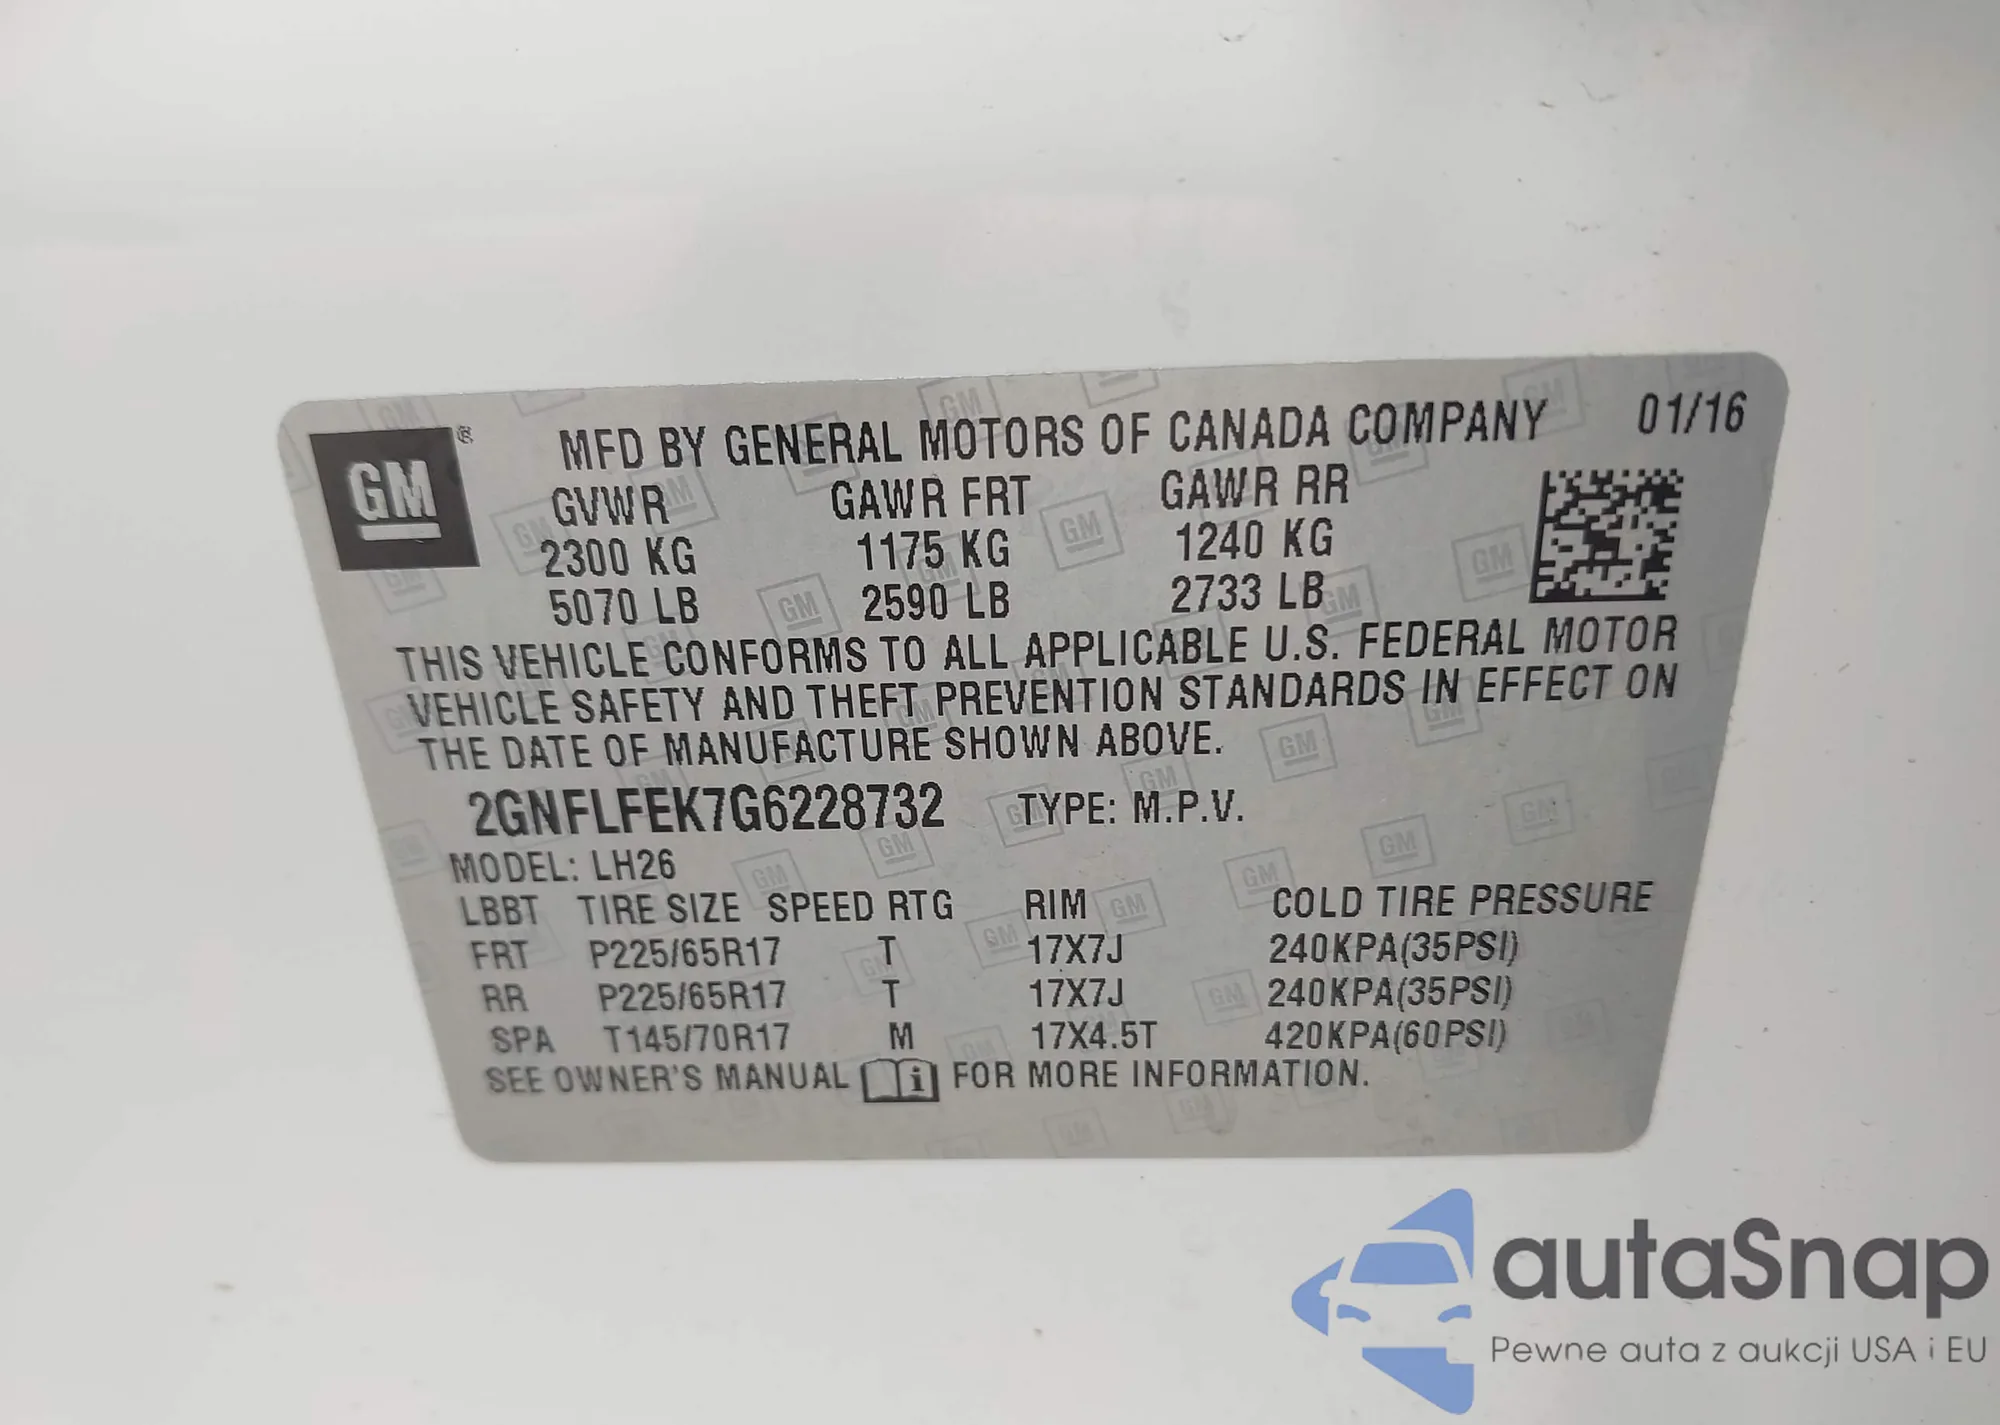 GM ®
MFD BY GENERAL MOTORS OF CANADA COMPANY 01/16
GVWR GAWR FRT GAWR RR
2300 KG 1175 KG 1240 KG
5070 LB 2590 LB 2733 LB
THIS VEHICLE CONFORMS TO ALL APPLICABLE U.S. FEDERAL MOTOR
VEHICLE SAFETY AND THEFT PREVENTION STANDARDS IN EFFECT ON
THE DATE OF MANUFACTURE SHOWN ABOVE.
2GNFLFEK7G6228732 TYPE: M.P.V.
MODEL: LH26
LBBT TIRE SIZE SPEED RTG RIM COLD TIRE PRESSURE
FRT P225/65R17 T 17X7J 240KPA(35PSI)
RR P225/65R17 T 17X7J 240KPA(35PSI)
SPA T145/70R17 M 17X4.5T 420KPA(60PSI)
SEE OWNER'S MANUAL i FOR MORE INFORMATION.
autaSnap
Pewne auta z aukcji USA i EU